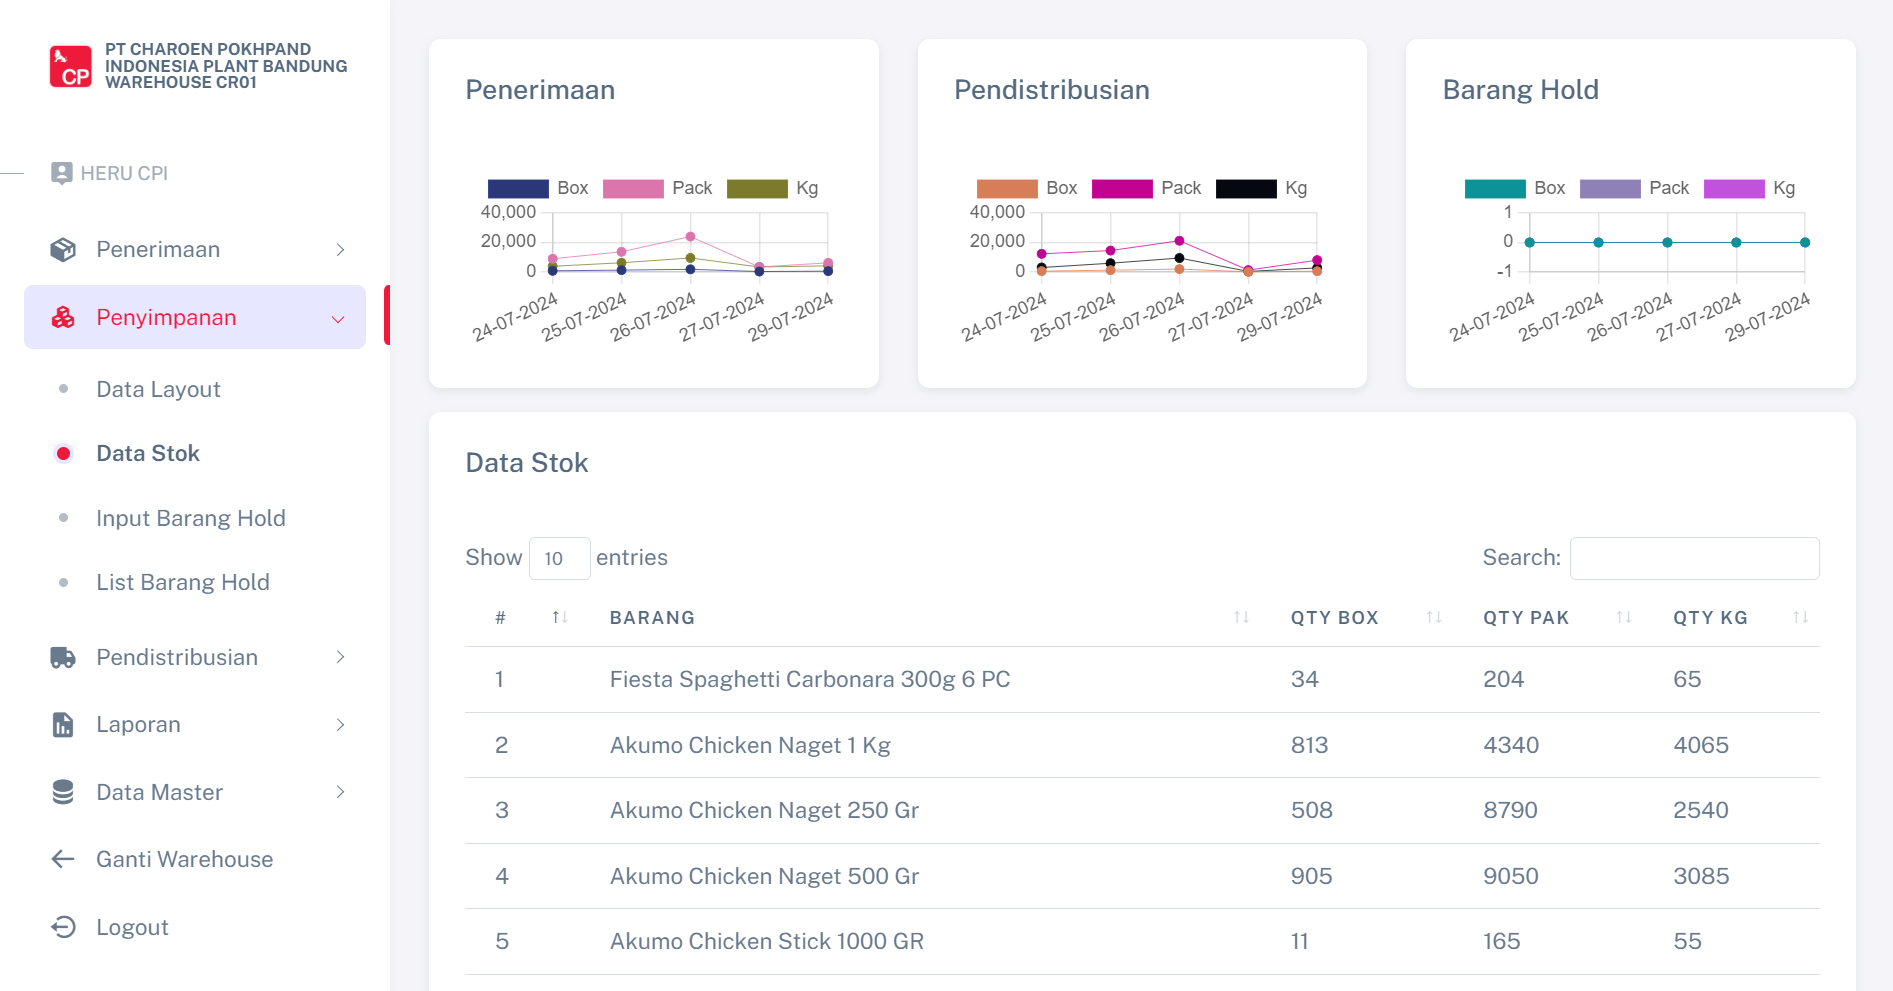 CP
PT CHAROEN POKHPAND
INDONESIA PLANT BANDUNG
WAREHOUSE CR01
HERU CPI
Penerimaan
Penyimpanan
Data Layout
Data Stok
Input Barang Hold
List Barang Hold
Pendistribusian
Laporan
Data Master
Ganti Warehouse
Logout
Penerimaan
Box Pack Kg
40,000
20,000
0
24-07-2024 25-07-2024 26-07-2024 27-07-2024 29-07-2024
Pendistribusian
Box Pack Kg
40,000
20,000
0
24-07-2024 25-07-2024 26-07-2024 27-07-2024 29-07-2024
Barang Hold
Box Pack Kg
1
0
-1
24-07-2024 25-07-2024 26-07-2024 27-07-2024 29-07-2024
Data Stok
Show 10 entries Search:
# BARANG QTY BOX QTY PAK QTY KG
1 Fiesta Spaghetti Carbonara 300g 6 PC 34 204 65
2 Akumo Chicken Naget 1 Kg 813 4340 4065
3 Akumo Chicken Naget 250 Gr 508 8790 2540
4 Akumo Chicken Naget 500 Gr 905 9050 3085
5 Akumo Chicken Stick 1000 GR 11 165 55